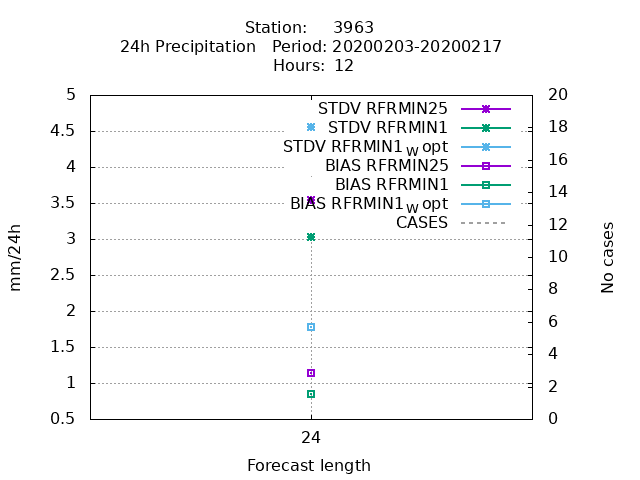 Station: 3963
24h Precipitation Period: 20200203-20200217
Hours: 12
STDV RFRMIN25
STDV RFRMIN1
STDV RFRMIN1w opt
BIAS RFRMIN25
BIAS RFRMIN1
BIAS RFRMIN1w opt
CASES
5
4.5
4
3.5
3
2.5
2
1.5
1
0.5
mm/24h
20
18
16
14
12
10
8
6
4
2
0
No cases
24
Forecast length